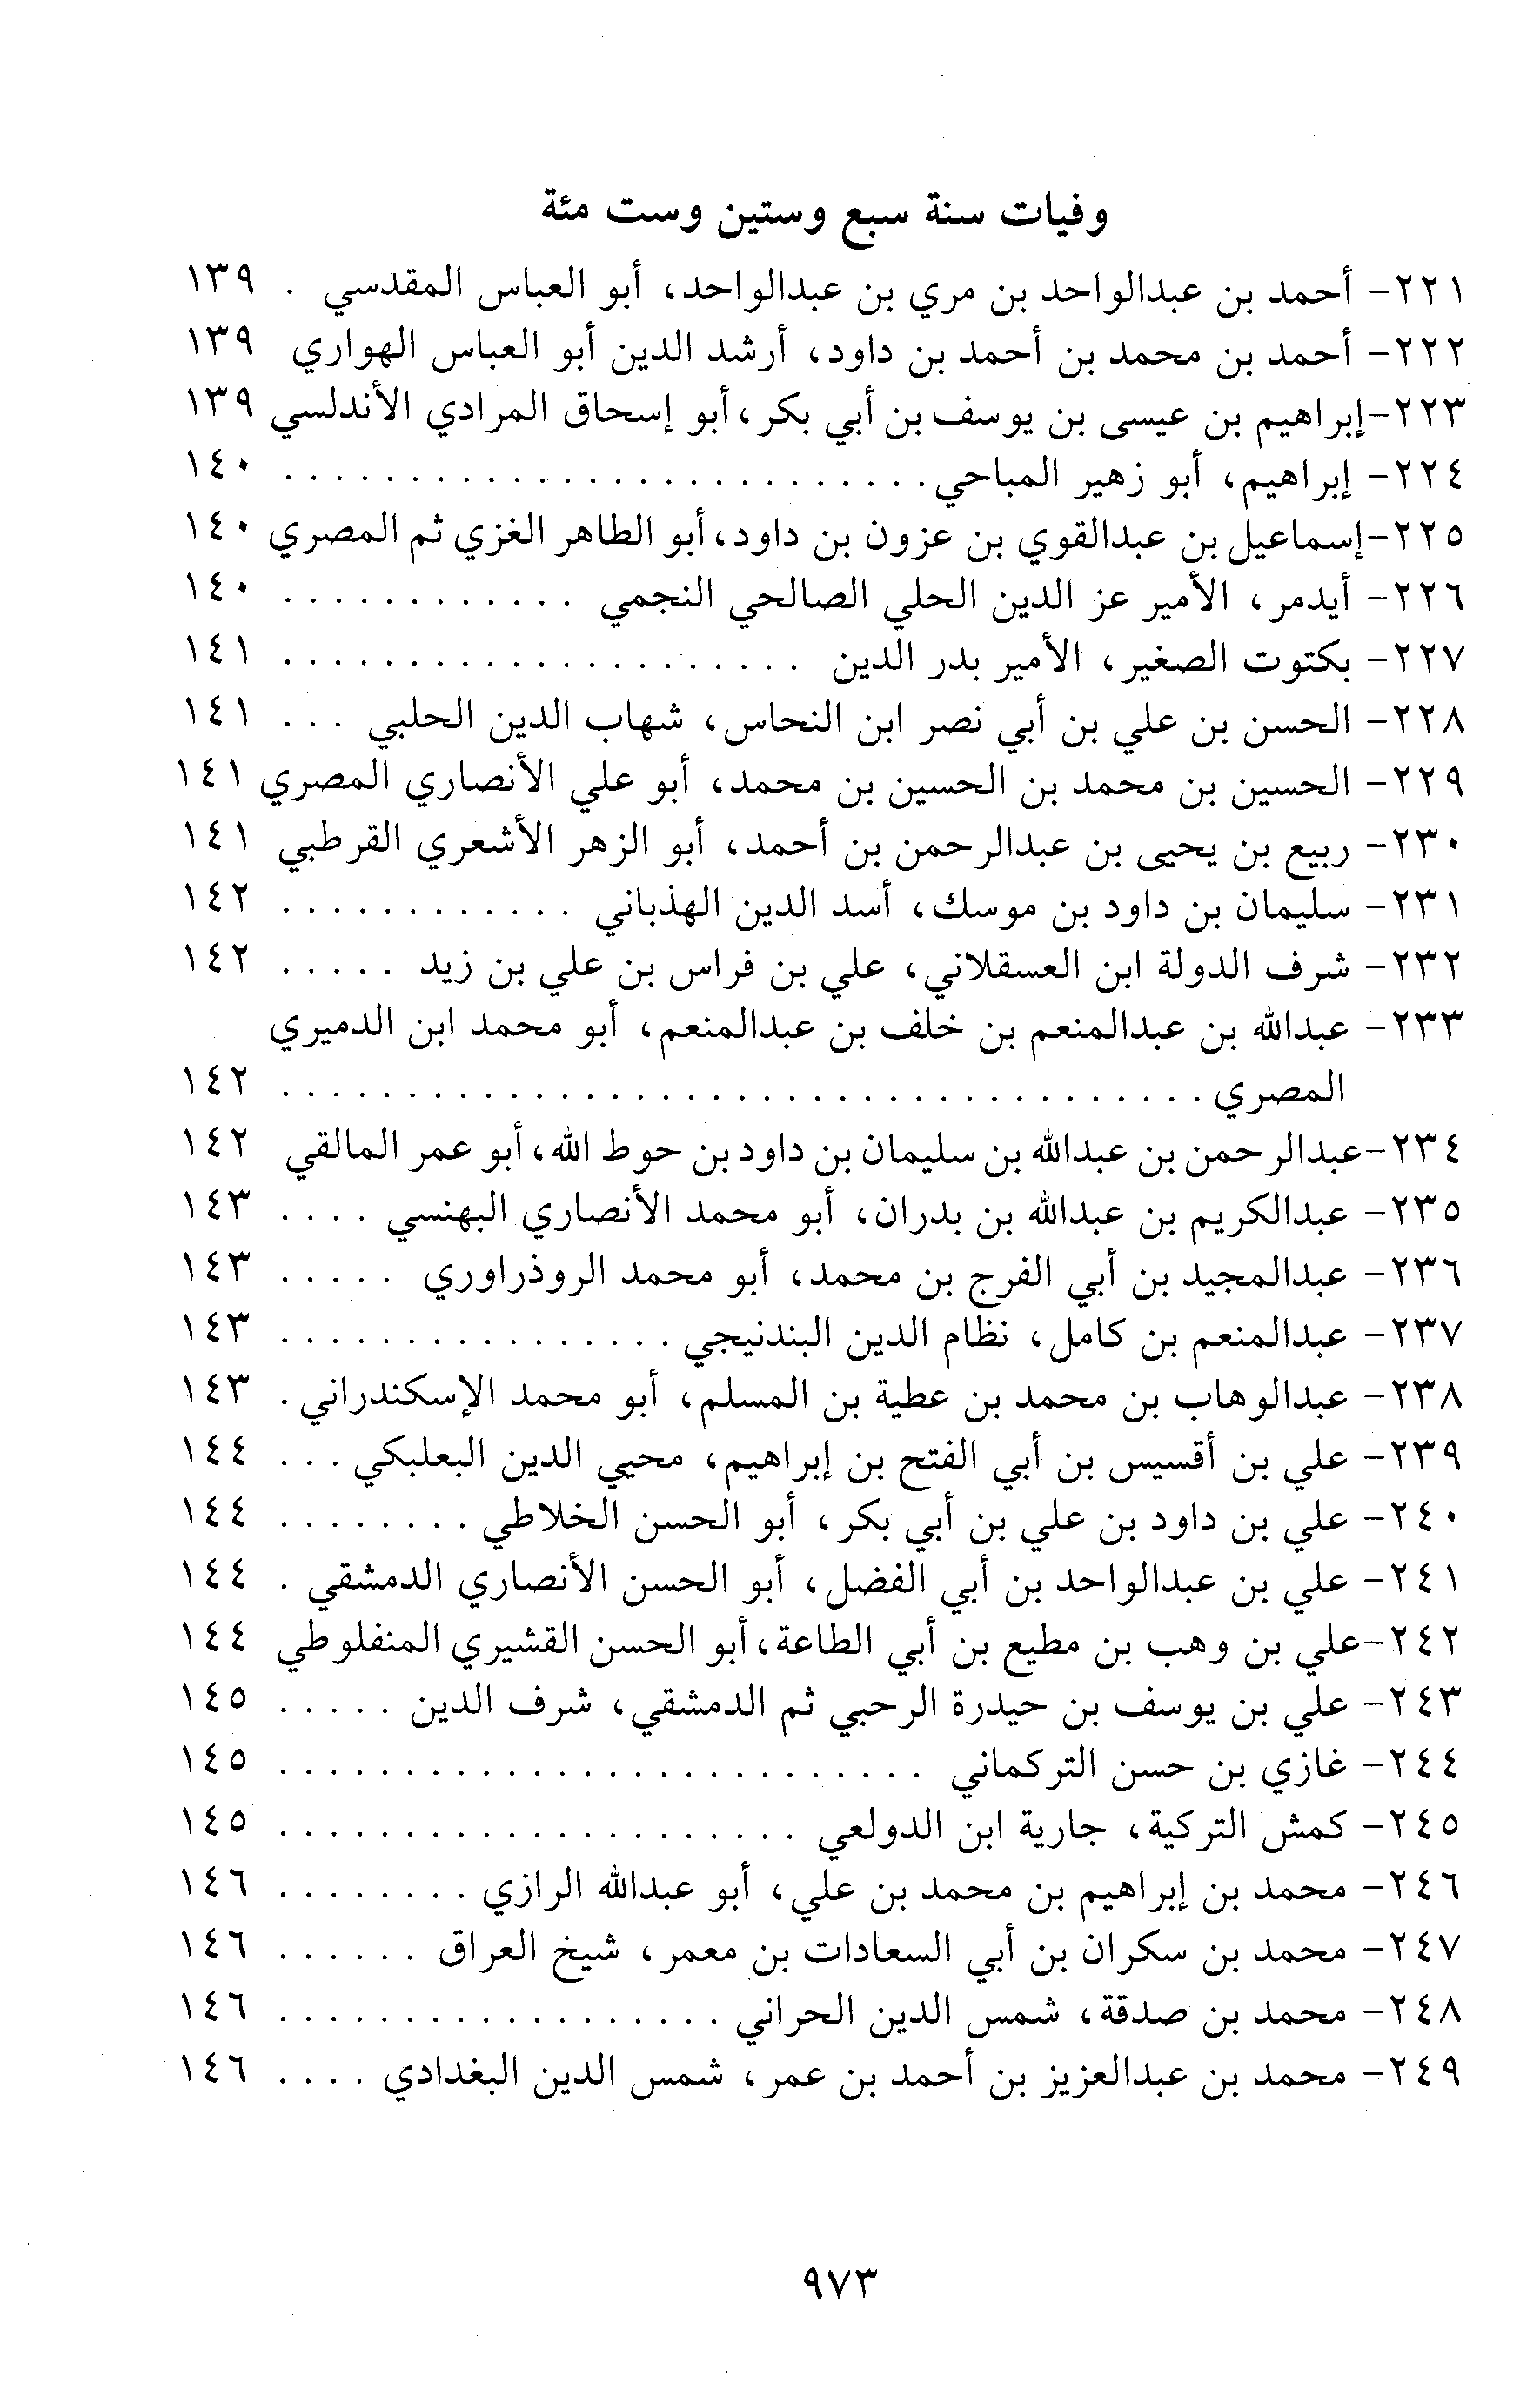 وفيات سنة سبع وستين وست مئة
٢٢١- أحمد بن عبدالواحد بن مري بن عبدالواحد، أبو العباس المقدسي . ١٣٩
٢٢٢- أحمد بن محمد بن أحمد بن داود، أرشد الدين أبو العباس الهواري ١٣٩
٢٢٣-إبراهيم بن عيسى بن يوسف بن أبي بكر، أبو إسحاق المرادي الأندلسي ١٣٩
٢٢٤- إبراهيم، أبو زهير المباحي . . . . . . . . . . . . . . . . . . . . . . . . . . ١٤٠
٢٢٥-إسماعيل بن عبدالقوي بن عزون بن داود، أبو الطاهر الغزي ثم المصري ١٤٠
٢٢٦- أيدمر، الأمير عز الدين الحلي الصالحي النجمي . . . . . . . . . . . . ١٤٠
٢٢٧- بكتوت الصغير، الأمير بدر الدين . . . . . . . . . . . . . . . . . . . . . ١٤١
٢٢٨- الحسن بن علي بن أبي نصر ابن النحاس، شهاب الدين الحلبي . . . ١٤١
٢٢٩- الحسين بن محمد بن الحسين بن محمد، أبو علي الأنصاري المصري ١٤١
٢٣٠- ربيع بن يحيى بن عبدالرحمن بن أحمد، أبو الزهر الأشعري القرطبي ١٤١
٢٣١- سليمان بن داود بن موسك، أسد الدين الهذباني . . . . . . . . . . . . ١٤٢
٢٣٢- شرف الدولة ابن العسقلاني، علي بن فراس بن علي بن زيد . . . . . ١٤٢
٢٣٣- عبدالله بن عبدالمنعم بن خلف بن عبدالمنعم، أبو محمد ابن الدميري
المصري . . . . . . . . . . . . . . . . . . . . . . . . . . . . . . . . . . . . . ١٤٢
٢٣٤-عبدالرحمن بن عبدالله بن سليمان بن داود بن حوط الله، أبو عمر المالقي ١٤٢
٢٣٥- عبدالكريم بن عبدالله بن بدران، أبو محمد الأنصاري البهنسي . . . . ١٤٣
٢٣٦- عبدالمجيد بن أبي الفرج بن محمد، أبو محمد الروذراوري . . . . . ١٤٣
٢٣٧- عبدالمنعم بن كامل، نظام الدين البندنيجي . . . . . . . . . . . . . . . . ١٤٣
٢٣٨- عبدالوهاب بن محمد بن عطية بن المسلم، أبو محمد الإسكندراني . ١٤٣
٢٣٩- علي بن أقسيس بن أبي الفتح بن إبراهيم، محيي الدين البعلبكي . . . ١٤٤
٢٤٠- علي بن داود بن علي بن أبي بكر، أبو الحسن الخلاطي . . . . . . . . ١٤٤
٢٤١- علي بن عبدالواحد بن أبي الفضل، أبو الحسن الأنصاري الدمشقي . ١٤٤
٢٤٢-علي بن وهب بن مطيع بن أبي الطاعة، أبو الحسن القشيري المنفلوطي ١٤٤
٢٤٣- علي بن يوسف بن حيدرة الرحبي ثم الدمشقي، شرف الدين . . . . . ١٤٥
٢٤٤- غازي بن حسن التركماني . . . . . . . . . . . . . . . . . . . . . . . . . . ١٤٥
٢٤٥- كمش التركية، جارية ابن الدولعي . . . . . . . . . . . . . . . . . . . . . ١٤٥
٢٤٦- محمد بن إبراهيم بن محمد بن علي، أبو عبدالله الرازي . . . . . . . . ١٤٦
٢٤٧- محمد بن سكران بن أبي السعادات بن معمر، شيخ العراق . . . . . . ١٤٦
٢٤٨- محمد بن صدقة، شمس الدين الحراني . . . . . . . . . . . . . . . . . . ١٤٦
٢٤٩- محمد بن عبدالعزيز بن أحمد بن عمر، شمس الدين البغدادي . . . . ١٤٦
٩٧٣